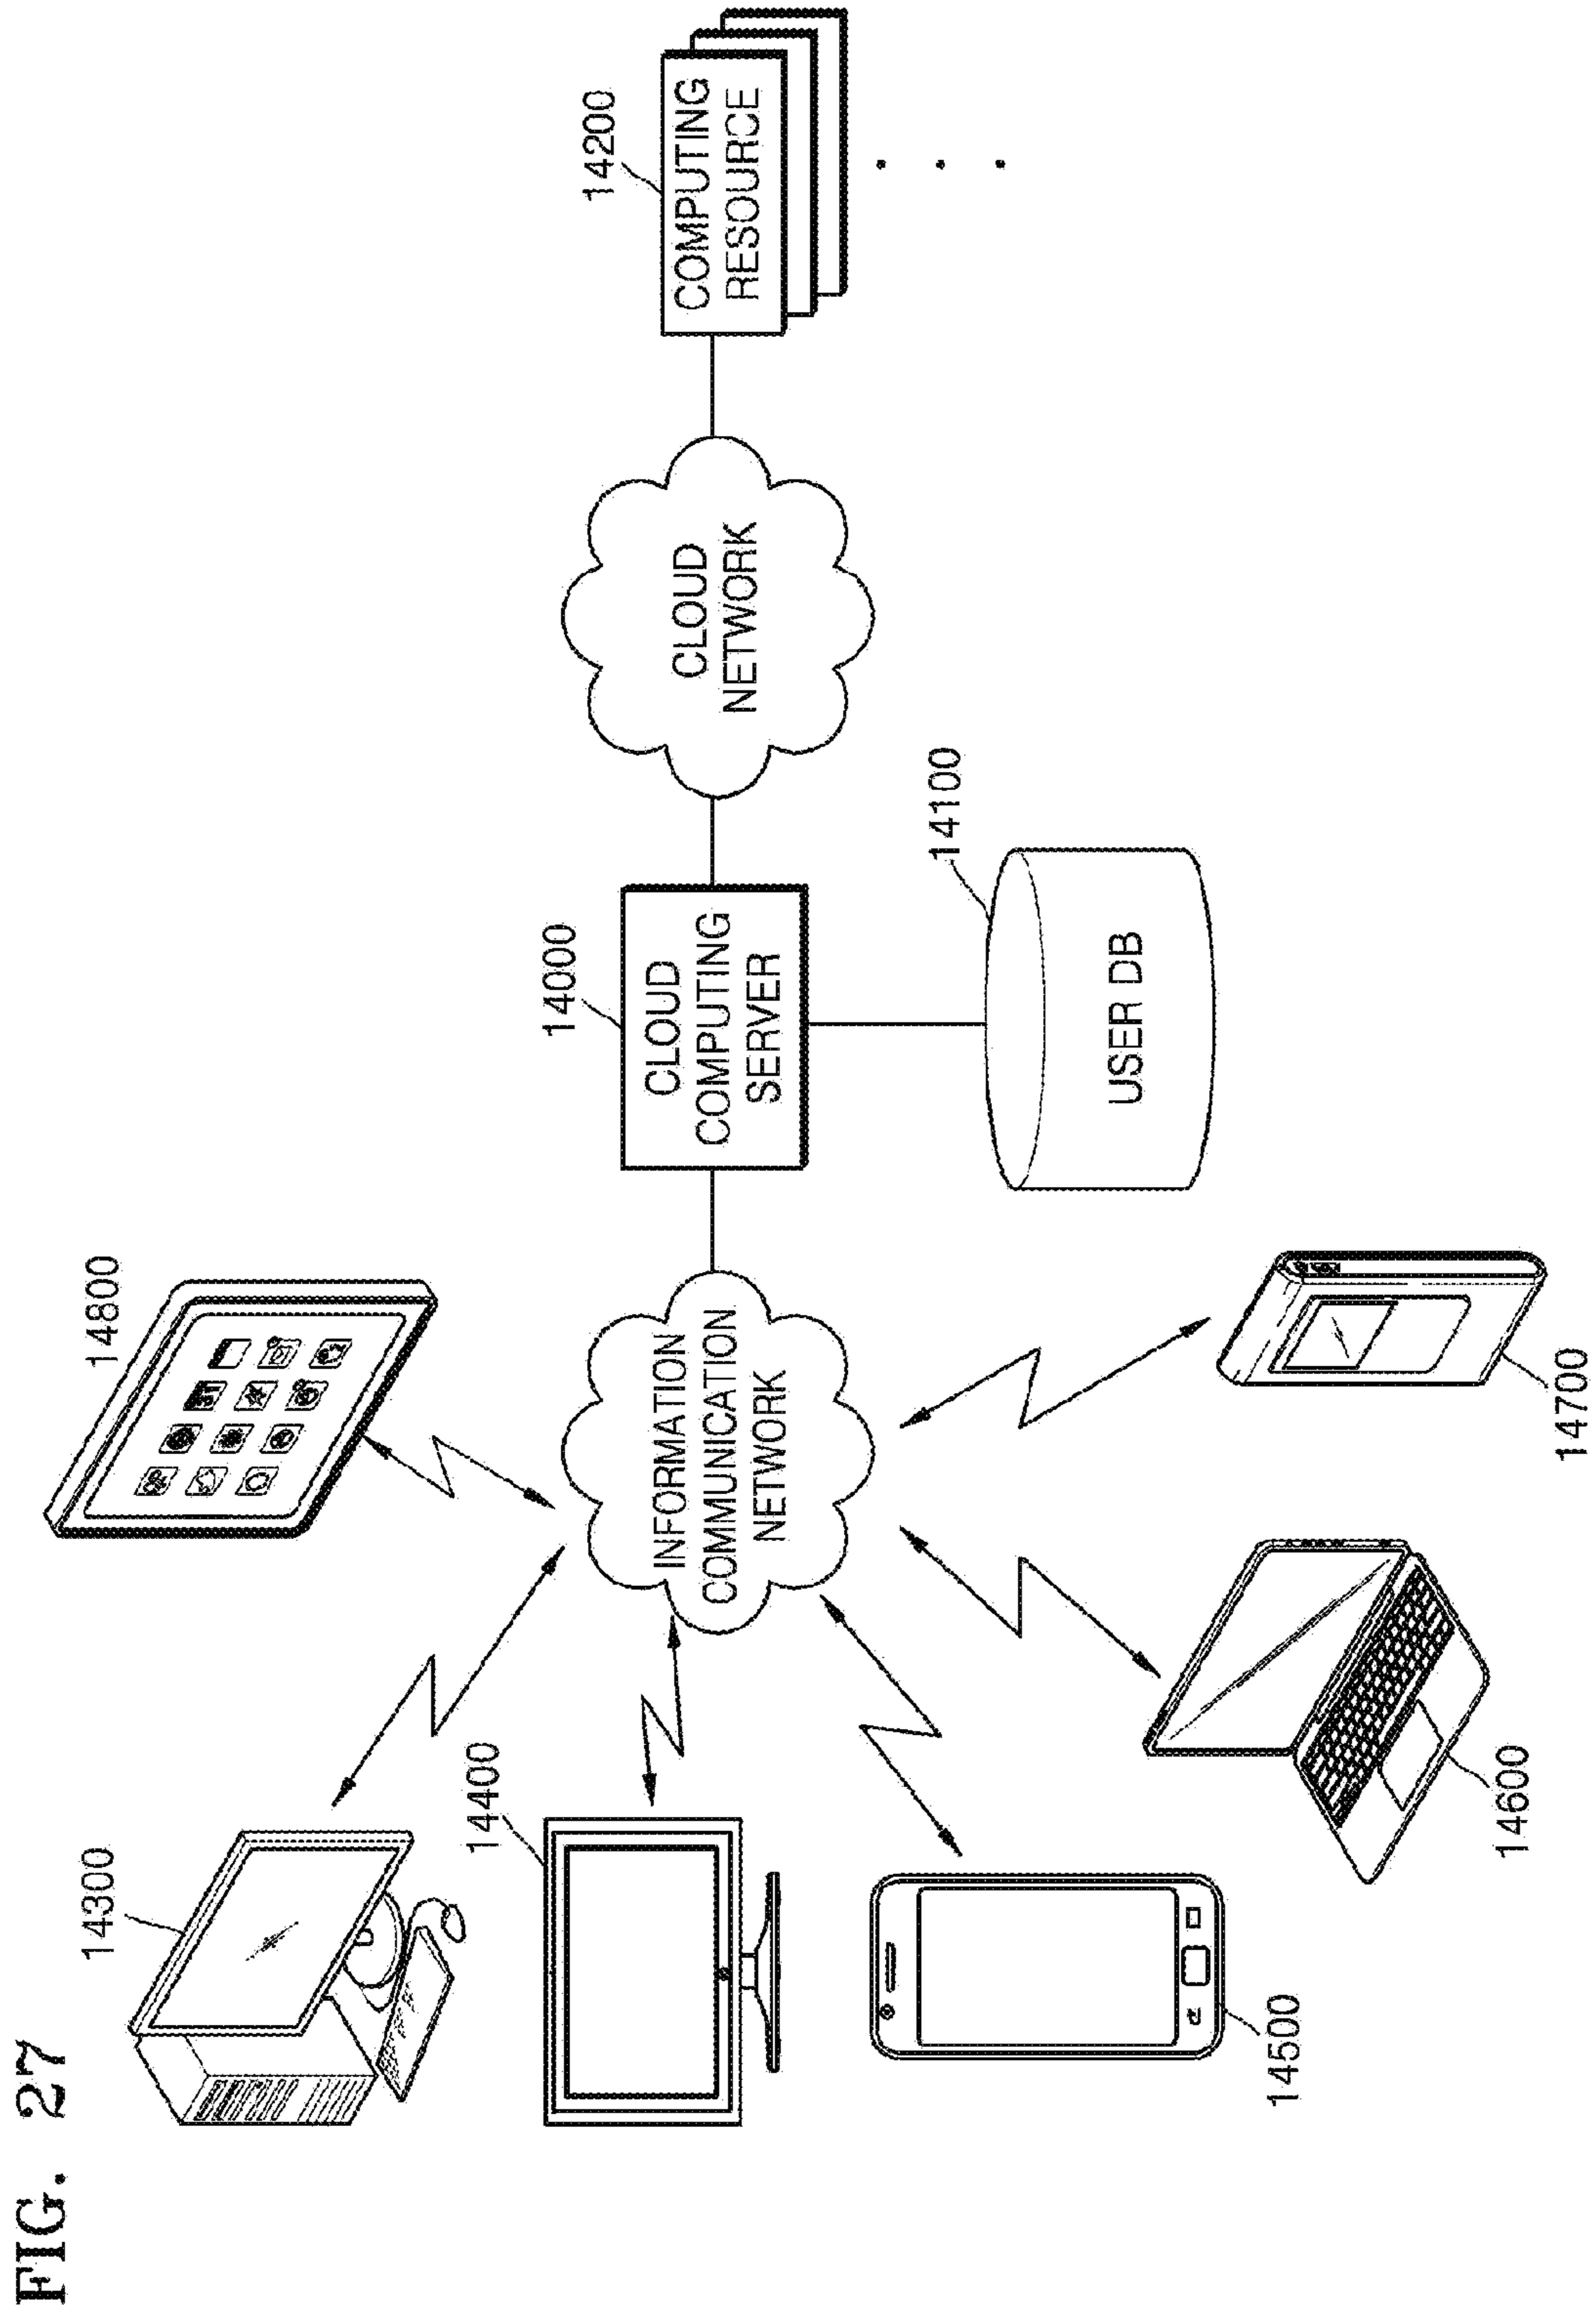 FIG. 27
14800
14300
14400
14500
14600
14700
INFORMATION
COMMUNICATION
NETWORK
14000
CLOUD
COMPUTING
SERVER
14100
USER DB
CLOUD
NETWORK
14200
COMPUTING
RESOURCE